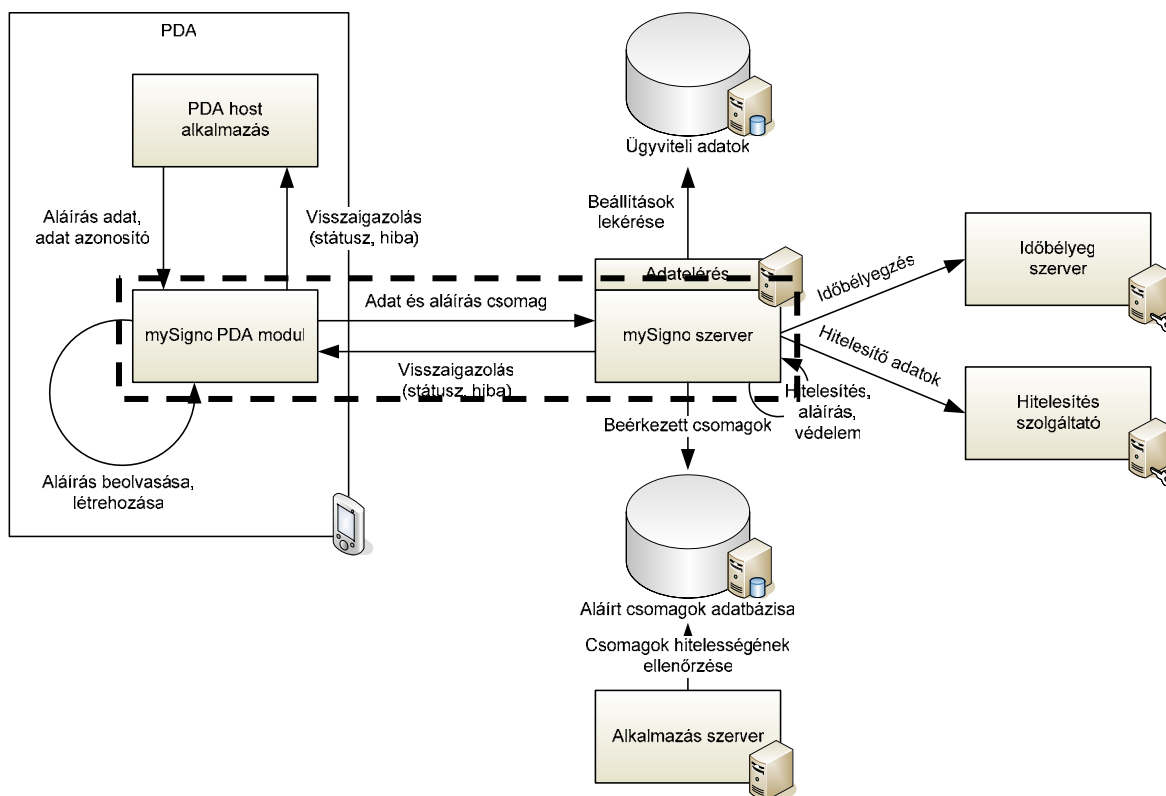 PDA
PDA host
alkalmazás
Aláírás adat,
adat azonosító
Visszaigazolás
(státusz, hiba)
mySigno PDA modul
Aláírás beolvasása,
létrehozása
Adat és aláírás csomag
Visszaigazolás
(státusz, hiba)
Ügyviteli adatok
Beállítások
lekérése
Adatelérés
mySigno szerver
Hitelesítés,
aláírás,
védelem
Beérkezett csomagok
Időbélyegzés
Hitelesítő adatok
Időbélyeg
szerver
Hitelesítés
szolgáltató
Aláírt csomagok adatbázisa
Csomagok hitelességének
ellenőrzése
Alkalmazás szerver